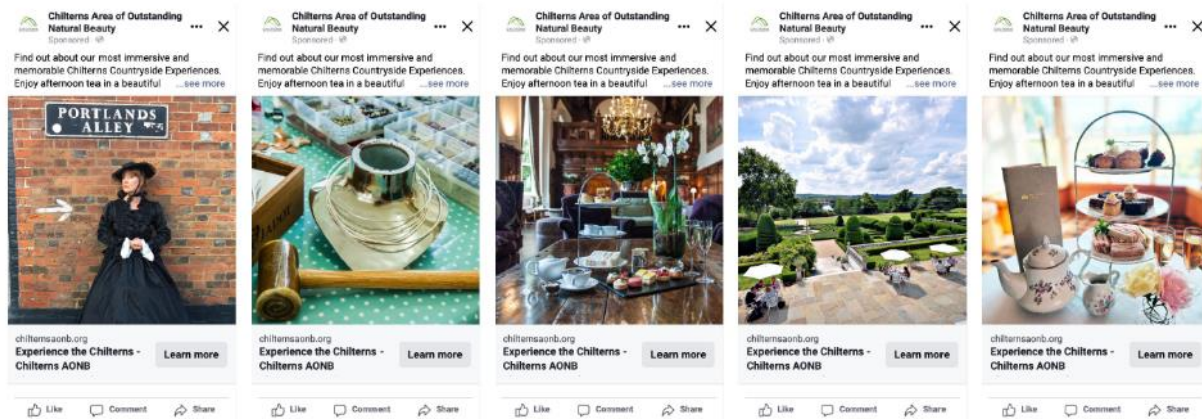 Chilterns Area of Outstanding
Natural Beauty
Sponsored
Find out about our most immersive and
memorable Chilterns Countryside Experiences.
Enjoy afternoon tea in a beautiful ...see more
PORTLANDS
ALLEY
chilternsaonb.org
Experience the Chilterns -
Chilterns AONB
Learn more
Like Comment Share
Chilterns Area of Outstanding
Natural Beauty
Sponsored
Find out about our most immersive and
memorable Chilterns Countryside Experiences.
Enjoy afternoon tea in a beautiful ...see more
chilternsaonb.org
Experience the Chilterns -
Chilterns AONB
Learn more
Like Comment Share
Chilterns Area of Outstanding
Natural Beauty
Sponsored
Find out about our most immersive and
memorable Chilterns Countryside Experiences.
Enjoy afternoon tea in a beautiful ...see more
chilternsaonb.org
Experience the Chilterns -
Chilterns AONB
Learn more
Like Comment Share
Chilterns Area of Outstanding
Natural Beauty
Sponsored
Find out about our most immersive and
memorable Chilterns Countryside Experiences.
Enjoy afternoon tea in a beautiful ...see more
chilternsaonb.org
Experience the Chilterns -
Chilterns AONB
Learn more
Like Comment Share
Chilterns Area of Outstanding
Natural Beauty
Sponsored
Find out about our most immersive and
memorable Chilterns Countryside Experiences.
Enjoy afternoon tea in a beautiful ...see more
chilternsaonb.org
Experience the Chilterns -
Chilterns AONB
Learn more
Like Comment Share